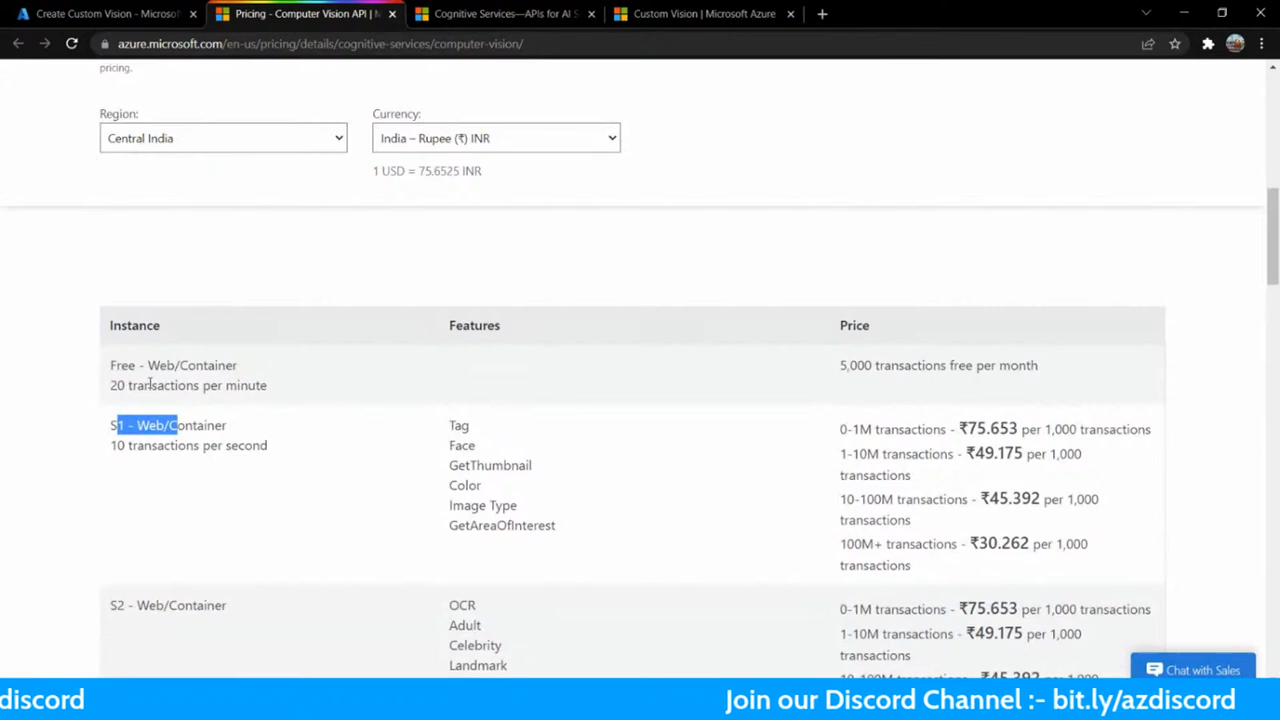 Create Custom Vision - Microsof
Pricing - Computer Vision API |
Cognitive Services—APIs for AI S
Custom Vision | Microsoft Azure
azure.microsoft.com/en-us/pricing/details/cognitive-services/computer-vision/
pricing.
Region:
Currency:
Central India
India – Rupee (₹) INR
1 USD = 75.6525 INR
Instance
Features
Price
Free - Web/Container
20 transactions per minute
5,000 transactions free per month
S1 - Web/Container
10 transactions per second
Tag
Face
GetThumbnail
Color
Image Type
GetAreaOfInterest
0-1M transactions - ₹75.653 per 1,000 transactions
1-10M transactions - ₹49.175 per 1,000
transactions
10-100M transactions - ₹45.392 per 1,000
transactions
100M+ transactions - ₹30.262 per 1,000
transactions
S2 - Web/Container
OCR
Adult
Celebrity
Landmark
0-1M transactions - ₹75.653 per 1,000 transactions
1-10M transactions - ₹49.175 per 1,000
transactions
Chat with Sales
discord
Join our Discord Channel :- bit.ly/azdiscord